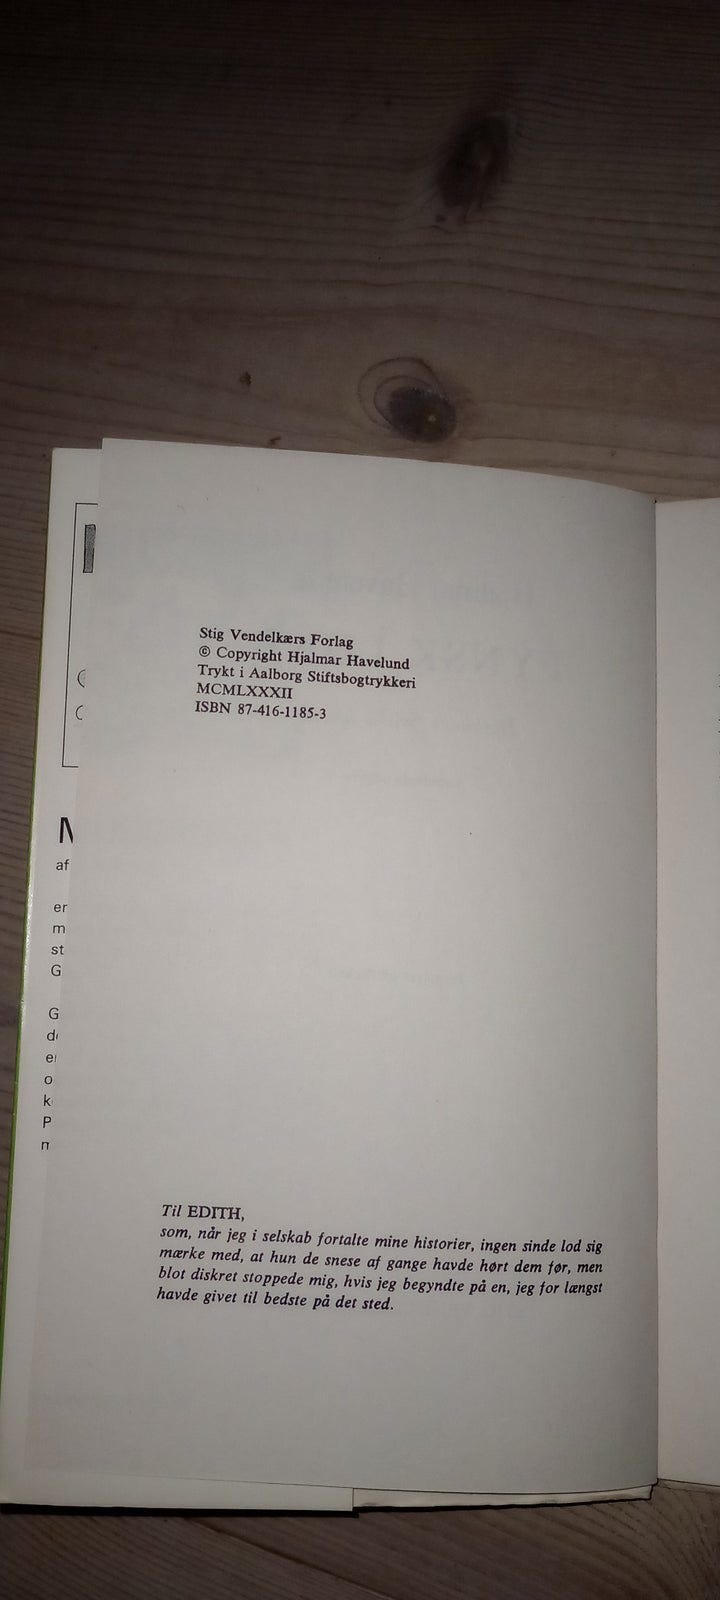 Stig Vendelkærs Forlag
© Copyright Hjalmar Havelund
Trykt i Aalborg Stiftsbogtrykkeri
MCMLXXXII
ISBN 87-416-1185-3
af
er
m
st
G
G
d
e
o
k
P
m
Til EDITH,
som, når jeg i selskab fortalte mine historier, ingen sinde lod sig
mærke med, at hun de snese af gange havde hørt dem før, men
blot diskret stoppede mig, hvis jeg begyndte på en, jeg for længst
havde givet til bedste på det sted.